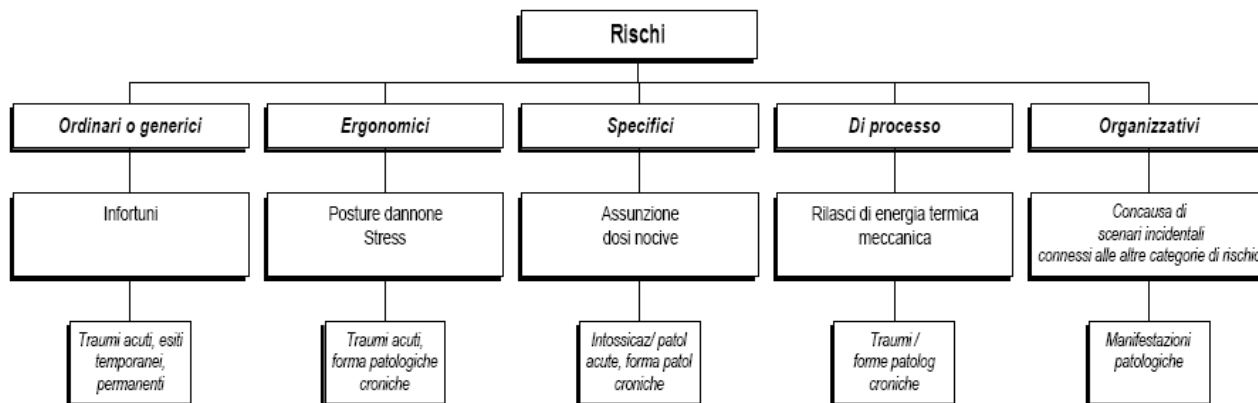 Rischi
Ordinari o generici
Ergonomici
Specifici
Di processo
Organizzativi
Infortuni
Posture dannone
Stress
Assunzione
dosi nocive
Rilasci di energia termica
meccanica
Concausa di
scenari incidentali
connessi alle altre categorie di rischio
Traumi acuti, esiti
temporanei,
permanenti
Traumi acuti,
forma patologiche
croniche
Intossicaz/ patol
acute, forma patol
croniche
Traumi /
forme patolog
croniche
Manifestazioni
patologiche